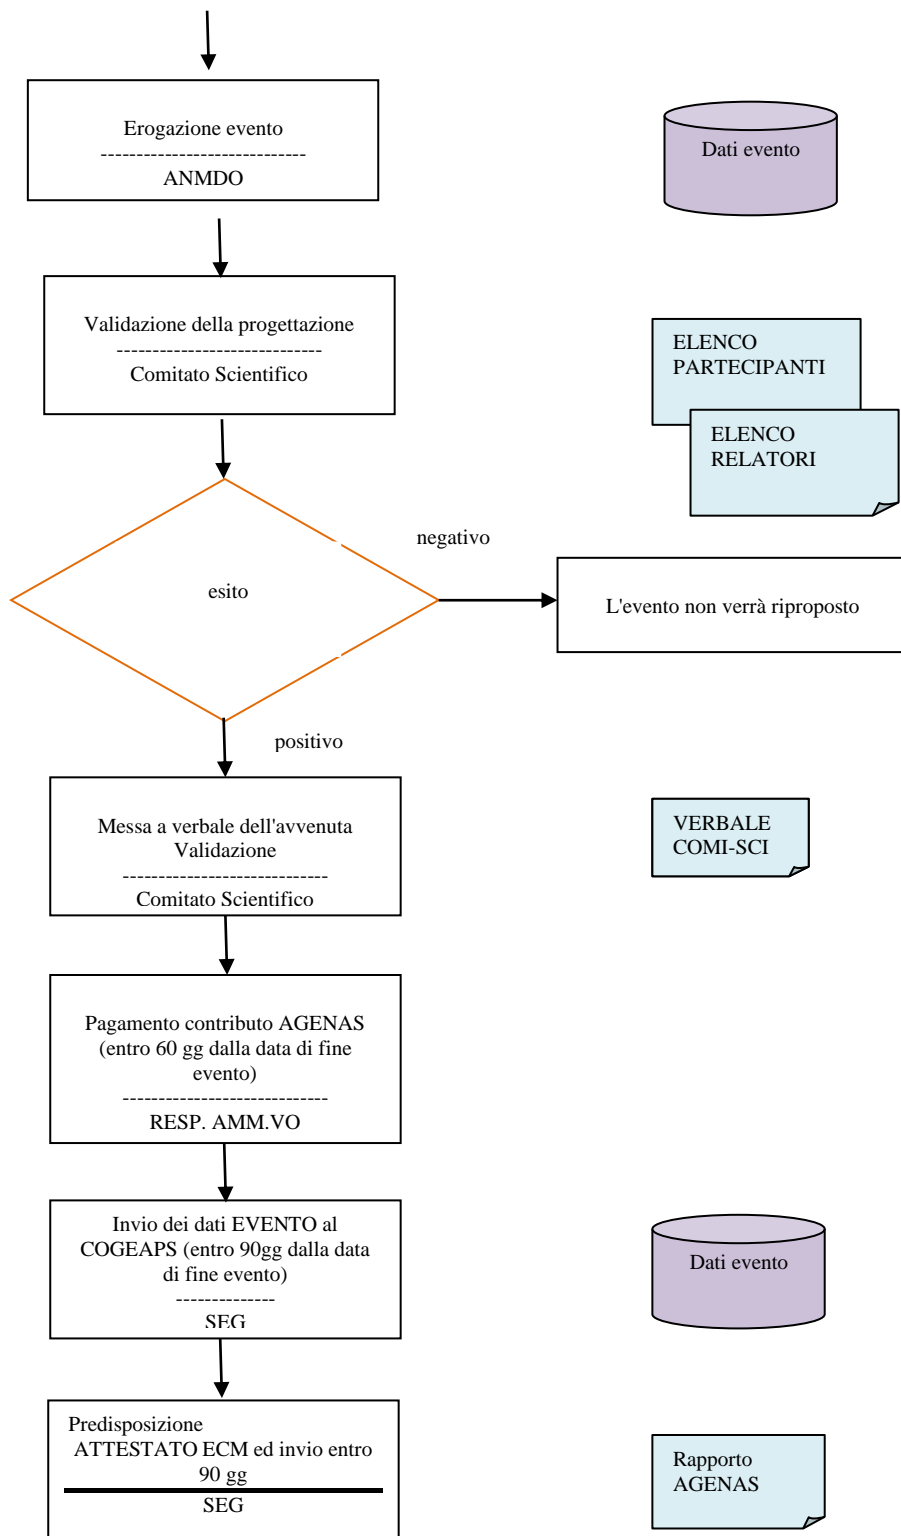 Erogazione evento
-----------------------------
ANMDO
Dati evento
Validazione della progettazione
-----------------------------
Comitato Scientifico
ELENCO
PARTECIPANTI
ELENCO
RELATORI
negativo
esito
L'evento non verrà riproposto
positivo
Messa a verbale dell'avvenuta
Validazione
-----------------------------
Comitato Scientifico
VERBALE
COMI-SCI
Pagamento contributo AGENAS
(entro 60 gg dalla data di fine
evento)
-----------------------------
RESP. AMM.VO
Invio dei dati EVENTO al
COGEAPS (entro 90gg dalla data
di fine evento)
--------------
SEG
Dati evento
Predisposizione
ATTESTATO ECM ed invio entro
90 gg
SEG
Rapporto
AGENAS